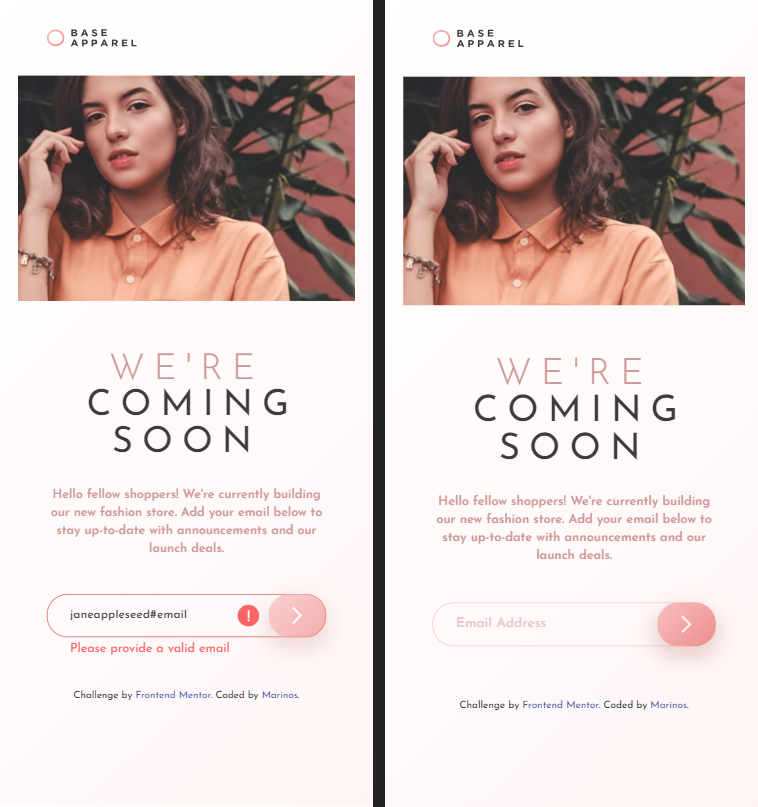 BASE
APPAREL
WE'RE
COMING
SOON
Hello fellow shoppers! We're currently building
our new fashion store. Add your email below to
stay up-to-date with announcements and our
launch deals.
janeappleseed#email
!
Please provide a valid email
Challenge by Frontend Mentor. Coded by Marinos.
BASE
APPAREL
WE'RE
COMING
SOON
Hello fellow shoppers! We're currently building
our new fashion store. Add your email below to
stay up-to-date with announcements and our
launch deals.
Email Address
Challenge by Frontend Mentor. Coded by Marinos.